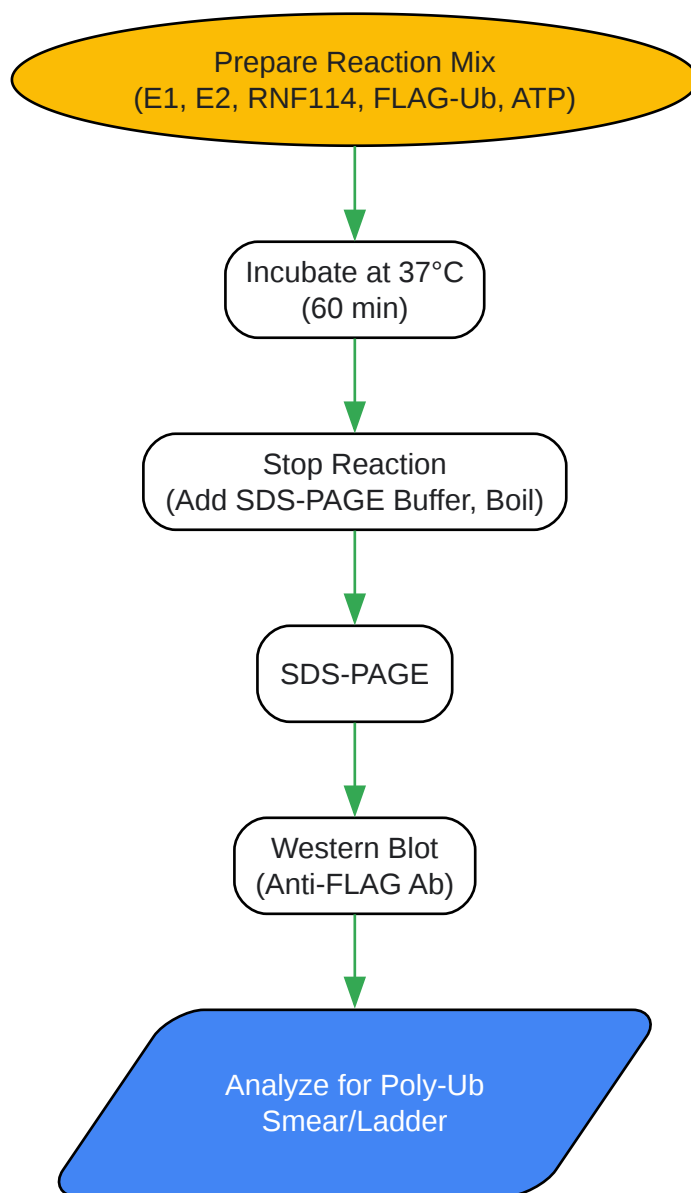 Prepare Reaction Mix
(E1, E2, RNF114, FLAG-Ub, ATP)
Incubate at 37°C
(60 min)
Stop Reaction
(Add SDS-PAGE Buffer, Boil)
SDS-PAGE
Western Blot
(Anti-FLAG Ab)
Analyze for Poly-Ub
Smear/Ladder